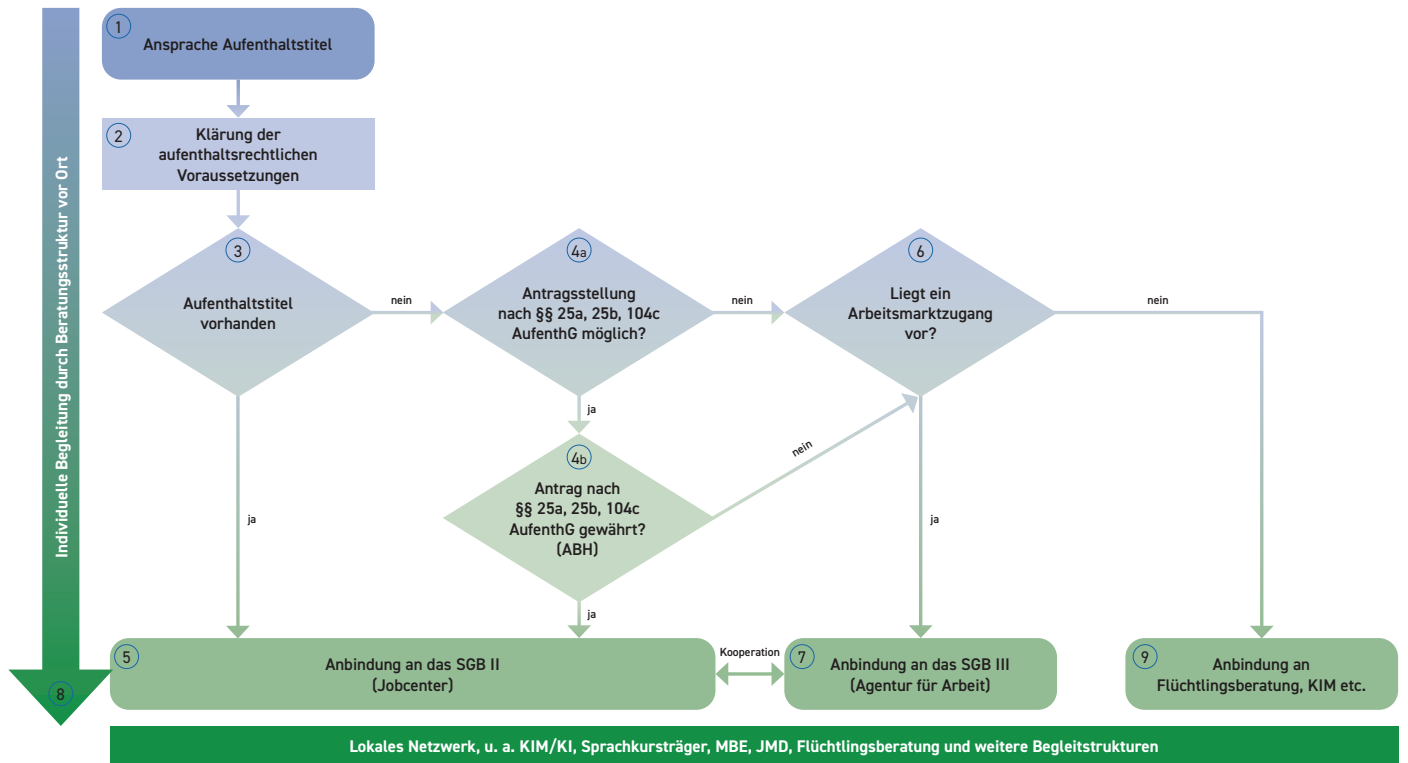 1
Ansprache Aufenthaltstitel
2
Klärung der
aufenthaltsrechtlichen
Voraussetzungen
3
Aufenthaltstitel
vorhanden
nein
4a
Antragsstellung
nach §§ 25a, 25b, 104c
AufenthG möglich?
nein
6
Liegt ein
Arbeitsmarktzugang
vor?
nein
ja
4b
Antrag nach
§§ 25a, 25b, 104c
AufenthG gewährt?
(ABH)
nein
ja
ja
ja
5
Anbindung an das SGB II
(Jobcenter)
Kooperation
7
Anbindung an das SGB III
(Agentur für Arbeit)
9
Anbindung an
Flüchtlingsberatung, KIM etc.
Individuelle Begleitung durch Beratungsstruktur vor Ort
8
Lokales Netzwerk, u. a. KIM/KI, Sprachkursträger, MBE, JMD, Flüchtlingsberatung und weitere Begleitstrukturen